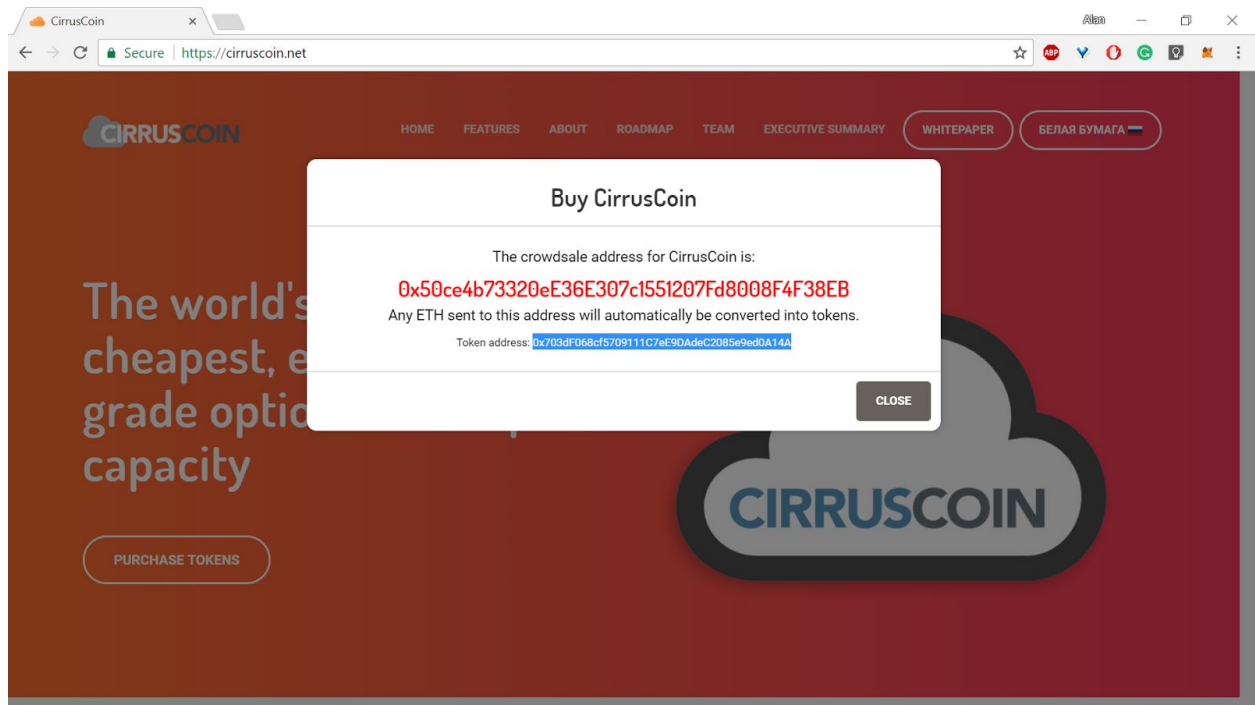 CirrusCoin
Alan
Secure | https://cirruscoin.net
ABP
CIRRUSCOIN
HOME FEATURES ABOUT ROADMAP TEAM EXECUTIVE SUMMARY WHITEPAPER БЕЛАЯ БУМАГА
Buy CirrusCoin
The crowdsale address for CirrusCoin is:
0x50ce4b73320eE36E307c1551207Fd8008F4F38EB
Any ETH sent to this address will automatically be converted into tokens.
Token address: 0x703dF068cf5709111C7eE9DAdeC2085e9ed0A14A
CLOSE
The world's
cheapest, e
grade optio
capacity
PURCHASE TOKENS
CIRRUSCOIN